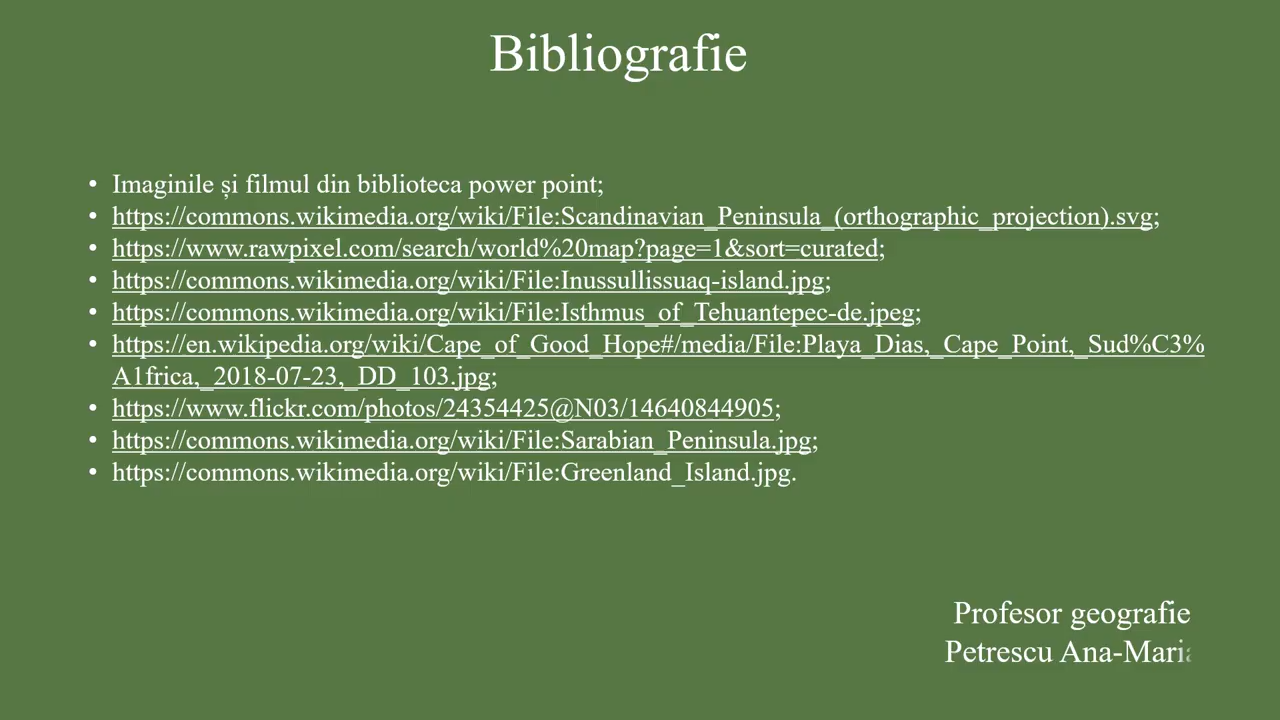 Bibliografie
• Imaginile și filmul din biblioteca power point;
• https://commons.wikimedia.org/wiki/File:Scandinavian_Peninsula_(orthographic_projection).svg;
• https://www.rawpixel.com/search/world%20map?page=1&sort=curated;
• https://commons.wikimedia.org/wiki/File:Inussullissuaq-island.jpg;
• https://commons.wikimedia.org/wiki/File:Isthmus_of_Tehuantepec-de.jpeg;
• https://en.wikipedia.org/wiki/Cape_of_Good_Hope#/media/File:Playa_Dias,_Cape_Point,_Sud%C3%
A1frica,_2018-07-23,_DD_103.jpg;
• https://www.flickr.com/photos/24354425@N03/14640844905;
• https://commons.wikimedia.org/wiki/File:Sarabian_Peninsula.jpg;
• https://commons.wikimedia.org/wiki/File:Greenland_Island.jpg.
Profesor geografie
Petrescu Ana-Maria